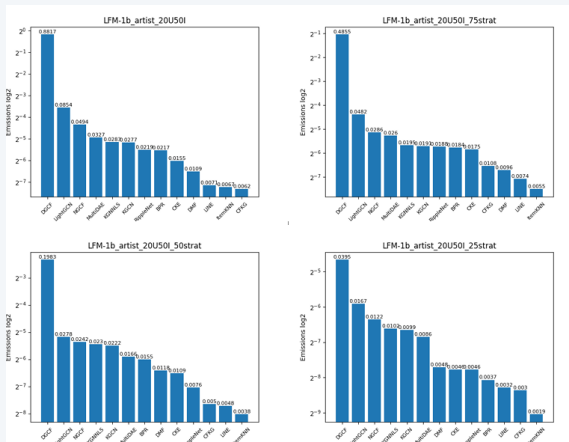 LFM-1b_artist_20U50I
Emissions log2
2^0
2^-1
2^-2
2^-3
2^-4
2^-5
2^-6
2^-7
0.8817
0.0854
0.0494
0.0327
0.0283
0.0277
0.0219
0.0217
0.0155
0.0109
0.0071
0.0067
0.0062
DGCF
LightGCN
NGCF
MultiDAE
KGNNLS
KGCN
RippleNet
BPR
CKE
DMF
LINE
ItemKNN
CFKG
LFM-1b_artist_20U50I_75strat
Emissions log2
2^-1
2^-2
2^-3
2^-4
2^-5
2^-6
2^-7
0.4855
0.0482
0.0286
0.026
0.0195
0.0191
0.0188
0.0184
0.0175
0.0108
0.0096
0.0074
0.0055
DGCF
LightGCN
NGCF
MultiDAE
KGNNLS
KGCN
RippleNet
BPR
CKE
CFKG
DMF
LINE
ItemKNN
LFM-1b_artist_20U50I_50strat
Emissions log2
2^-3
2^-4
2^-5
2^-6
2^-7
2^-8
0.1983
0.0278
0.0242
0.023
0.0222
0.0166
0.0155
0.0118
0.0109
0.0076
0.005
0.0048
0.0038
DGCF
NGCF
KGNNLS
KGCN
BPR
DMF
CKE
CFKG
LINE
LFM-1b_artist_20U50I_25strat
Emissions log2
2^-5
2^-6
2^-7
2^-8
2^-9
0.0395
0.0167
0.0122
0.0102
0.0099
0.0086
0.0048
0.0046
0.0046
0.0037
0.0032
0.003
0.0019
DGCF
NGCF
KGNNLS
KGCN
DMF
CKE
BPR
LINE
CFKG